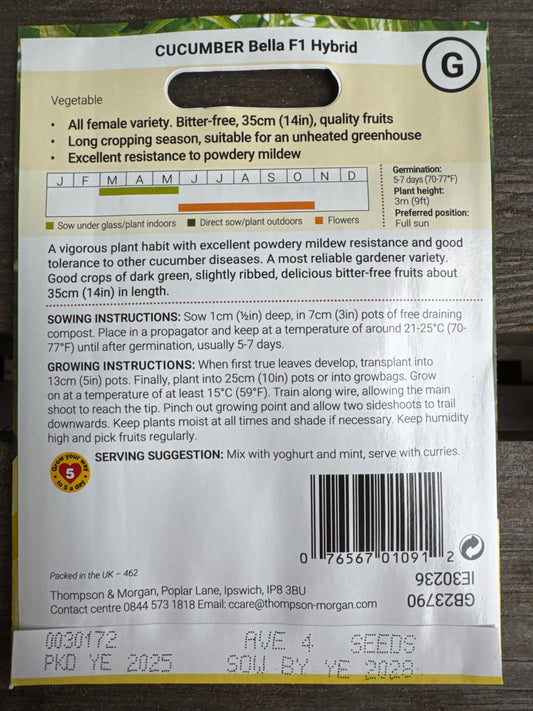 CUCUMBER Bella F1 Hybrid
G
Vegetable
• All female variety. Bitter-free, 35cm (14in), quality fruits
• Long cropping season, suitable for an unheated greenhouse
• Excellent resistance to powdery mildew
J F M A M J J A S O N D
Sow under glass/plant indoors Direct sow/plant outdoors Flowers
Germination:
5-7 days (70-77°F)
Plant height:
3m (9ft)
Preferred position:
Full sun
A vigorous plant habit with excellent powdery mildew resistance and good
tolerance to other cucumber diseases. A most reliable gardener variety.
Good crops of dark green, slightly ribbed, delicious bitter-free fruits about
35cm (14in) in length.
SOWING INSTRUCTIONS: Sow 1cm (½in) deep, in 7cm (3in) pots of free draining
compost. Place in a propagator and keep at a temperature of around 21-25°C (70-
77°F) until after germination, usually 5-7 days.
GROWING INSTRUCTIONS: When first true leaves develop, transplant into
13cm (5in) pots. Finally, plant into 25cm (10in) pots or into growbags. Grow
on at a temperature of at least 15°C (59°F). Train along wire, allowing the main
shoot to reach the tip. Pinch out growing point and allow two sideshoots to trail
downwards. Keep plants moist at all times and shade if necessary. Keep humidity
high and pick fruits regularly.
Grow your way
5
to 5 a day
SERVING SUGGESTION: Mix with yoghurt and mint, serve with curries.
0 76567 01091 2
IE30236
GB23790
Packed in the UK – 462
Thompson & Morgan, Poplar Lane, Ipswich, IP8 3BU
Contact centre 0844 573 1818 Email: ccare@thompson-morgan.com
0030172 AVE 4 SEEDS
PKD YE 2025 SOW BY YE 2028